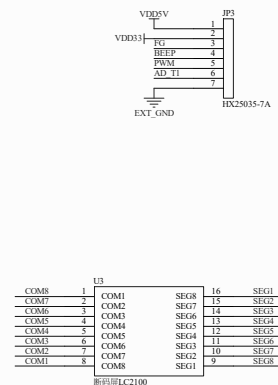 VDD5V
JP3
1
VDD33 2
FG 3
BEEP 4
PWM 5
AD_T1 6
7
HX25035-7A
EXT_GND
U3
COM8 1 COM1 SEG8 16 SEG1
COM7 2 COM2 SEG7 15 SEG2
COM6 3 COM3 SEG6 14 SEG3
COM5 4 COM4 SEG5 13 SEG4
COM4 5 COM5 SEG4 12 SEG5
COM3 6 COM6 SEG3 11 SEG6
COM2 7 COM7 SEG2 10 SEG7
COM1 8 COM8 SEG1 9 SEG8
断码屏LC2100